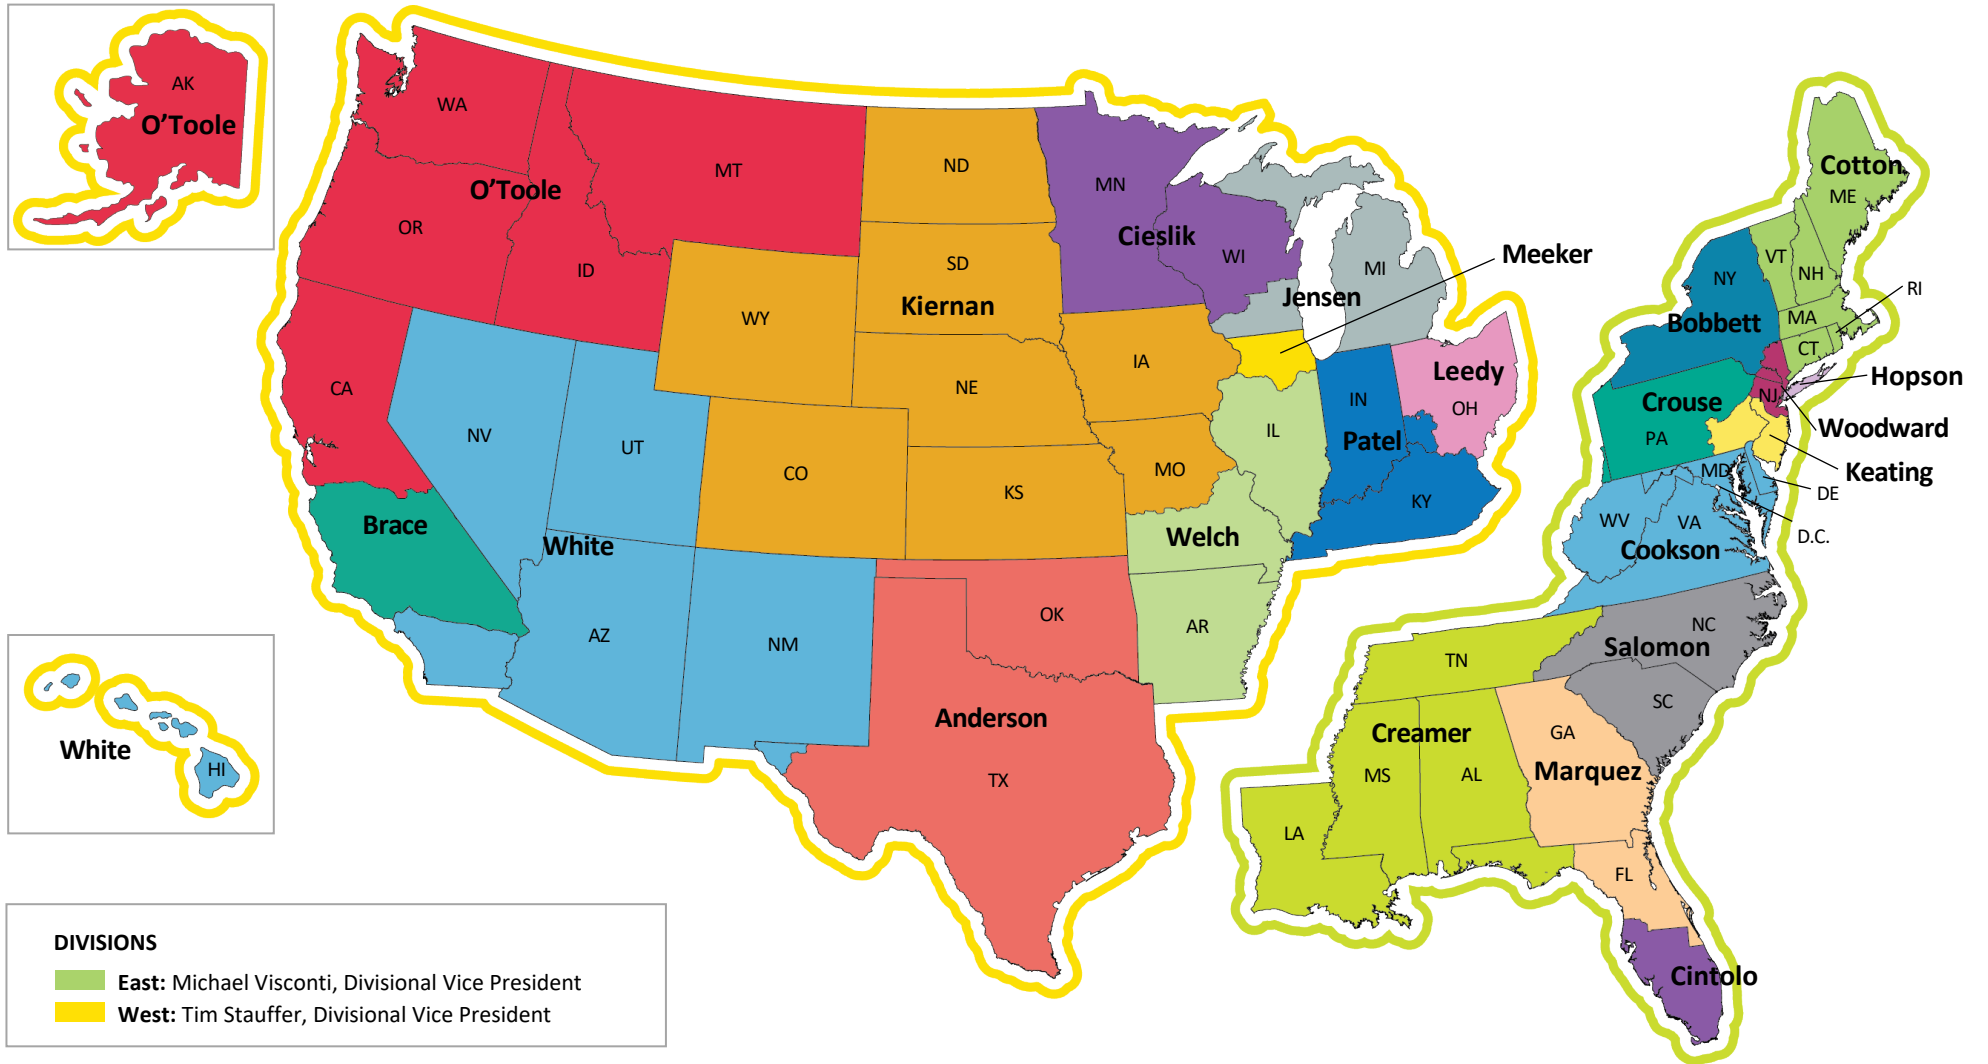 AK
O'Toole
WA
MT
OR
O'Toole
ID
CA
Brace
NV
UT
White
AZ
NM
White
HI
ND
SD
Kiernan
WY
NE
IA
CO
KS
MO
MN
Cieslik
WI
Jensen
MI
Meeker
Leedy
OH
IN
Patel
KY
IL
Welch
AR
OK
Anderson
TX
Cotton
ME
VT
NH
NY
Bobbett
MA
RI
CT
Hopson
Crouse
NJ
PA
Woodward
Keating
MD
DE
WV
VA
D.C.
Cookson
NC
Salomon
SC
TN
Creamer
GA
Marquez
MS
AL
LA
FL
Cintolo
DIVISIONS
East: Michael Visconti, Divisional Vice President
West: Tim Stauffer, Divisional Vice President